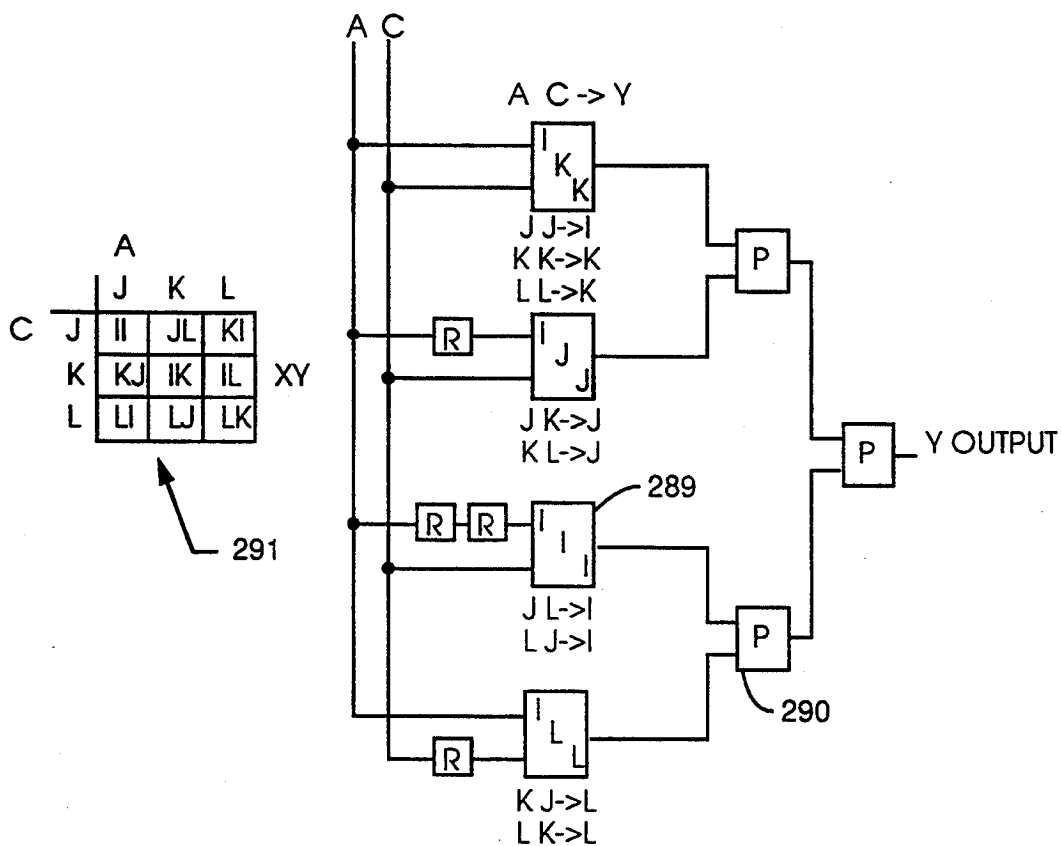 A C
A C -> Y
I
K
K
J J->I
K K->K
L L->K
P
A
J K L
C J II JL KI
K KJ IK IL XY
L LI LJ LK
291
R
I
J
J
J K->J
K L->J
P Y OUTPUT
R R
I
I
I
289
J L->I
L J->I
P
290
R
I
L
L
K J->L
L K->L